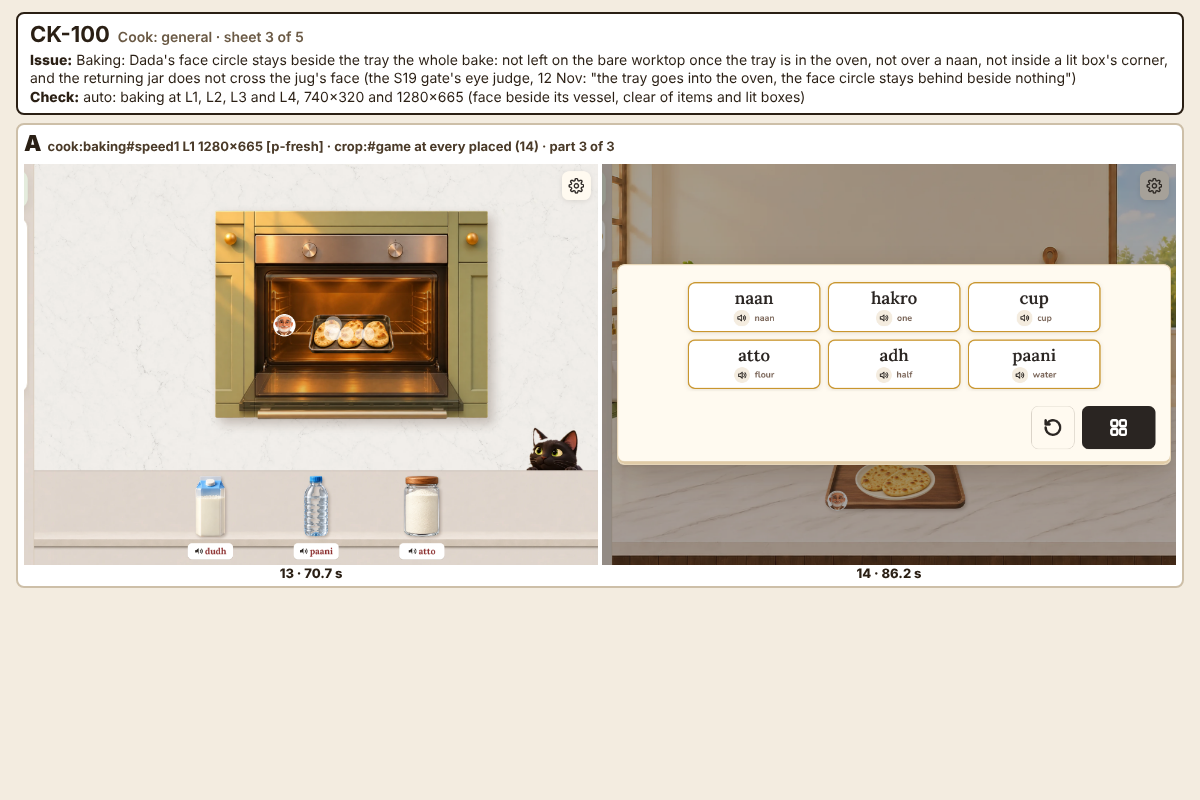 CK-100 Cook: general · sheet 3 of 5
Issue: Baking: Dada's face circle stays beside the tray the whole bake: not left on the bare worktop once the tray is in the oven, not over a naan, not inside a lit box's corner,
and the returning jar does not cross the jug's face (the S19 gate's eye judge, 12 Nov: "the tray goes into the oven, the face circle stays behind beside nothing")
Check: auto: baking at L1, L2, L3 and L4, 740×320 and 1280×665 (face beside its vessel, clear of items and lit boxes)
A cook:baking#speed1 L1 1280×665 [p-fresh] · crop:#game at every placed (14) · part 3 of 3
dudh
paani
atto
13 · 70.7 s
naan
naan
hakro
one
cup
cup
atto
flour
adh
half
paani
water
14 · 86.2 s